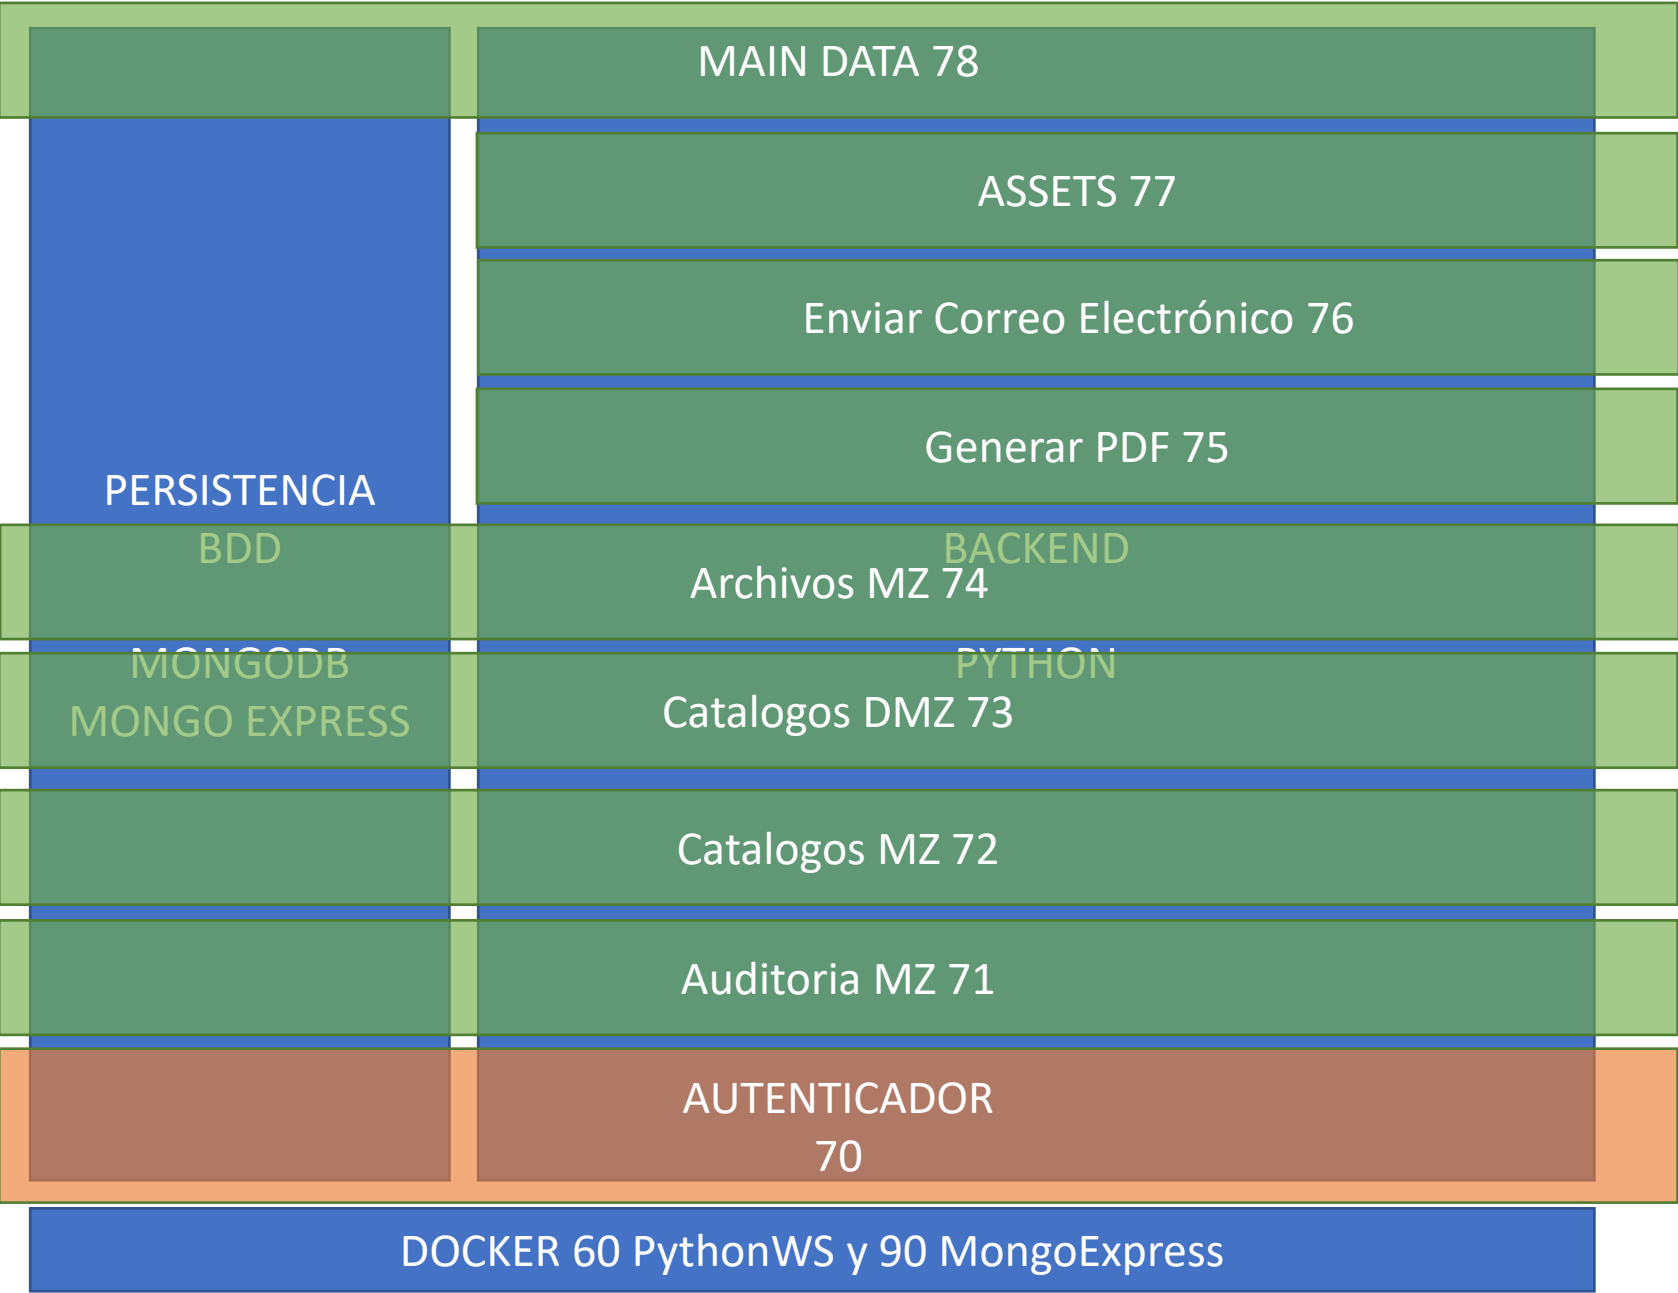 MAIN DATA 78
ASSETS 77
Enviar Correo Electrónico 76
Generar PDF 75
PERSISTENCIA
BDD
MONGODB
MONGO EXPRESS
BACKEND
PYTHON
Archivos MZ 74
Catalogos DMZ 73
Catalogos MZ 72
Auditoria MZ 71
AUTENTICADOR
70
DOCKER 60 PythonWS y 90 MongoExpress